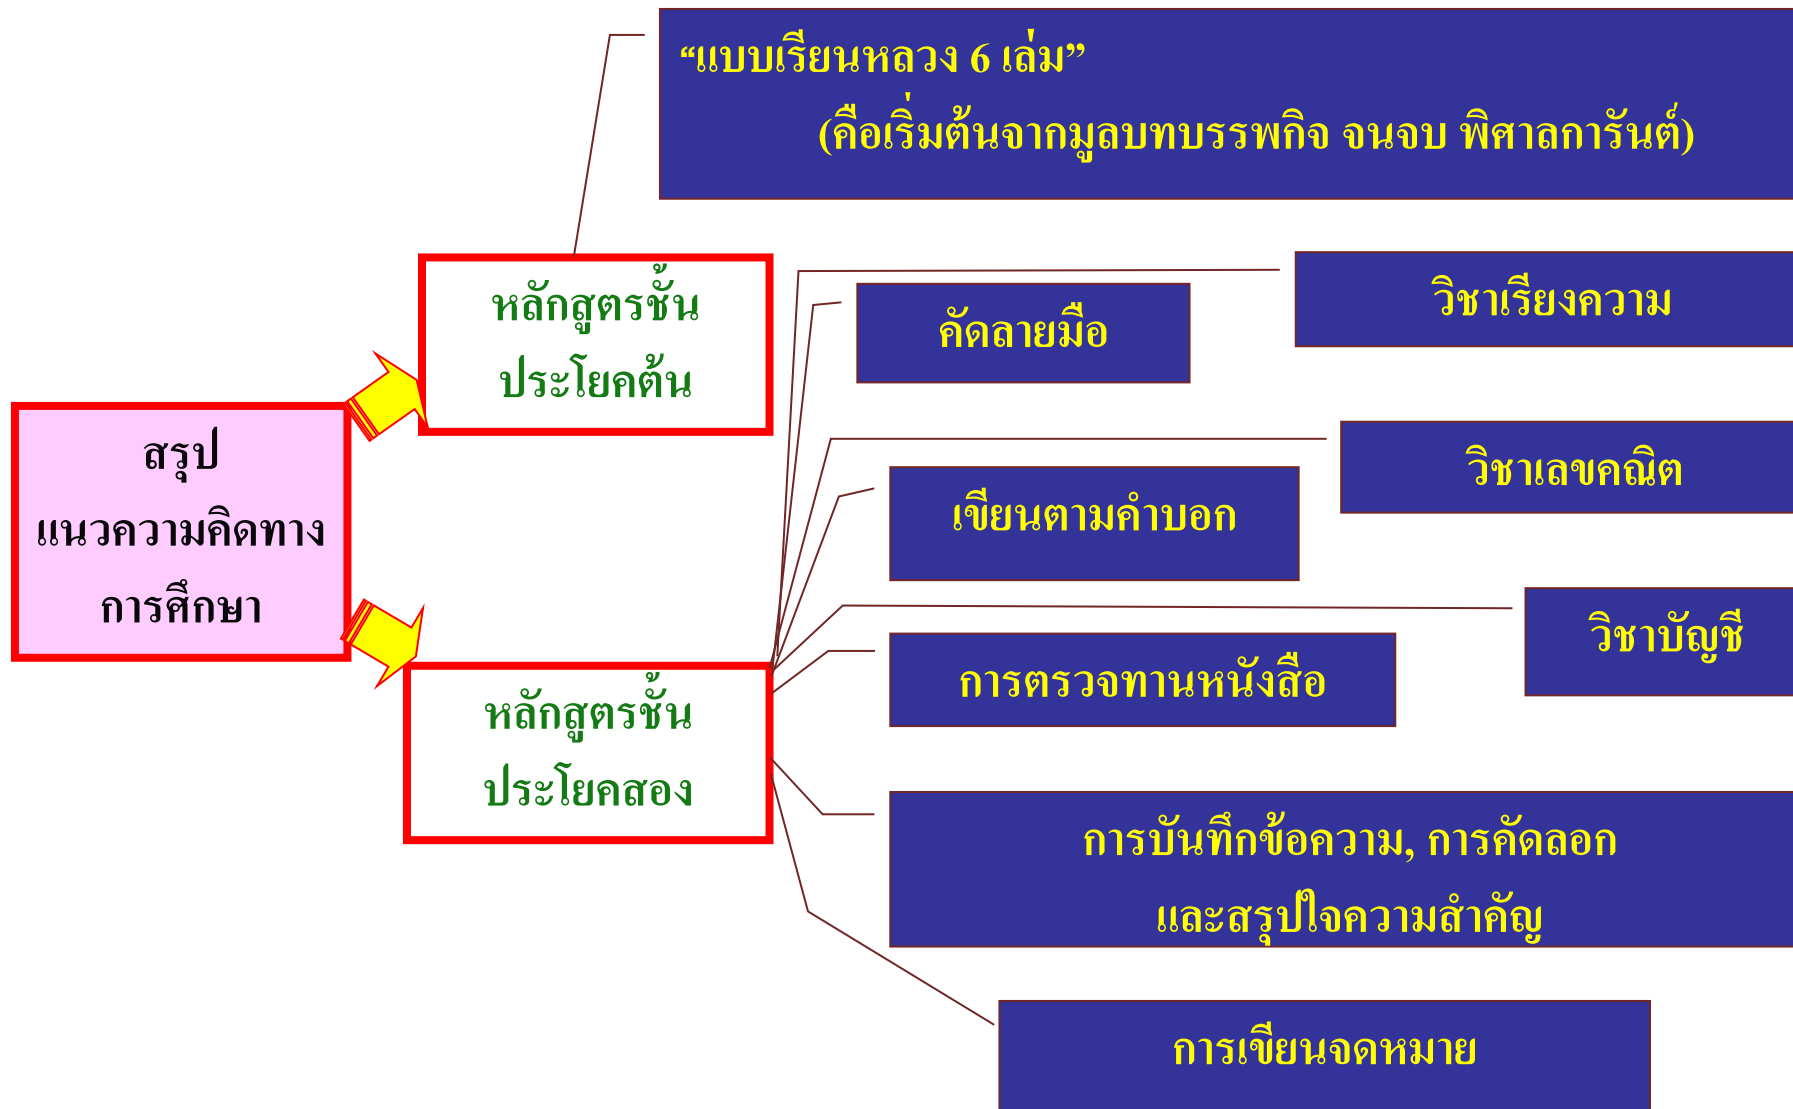 “แบบเรียนหลวง 6 เล่ม”
(คือเริ่มต้นจากมูลบทบรรพกิจ จนจบ พิศาลการันต์)
หลักสูตรชั้น
ประโยคต้น
คัดลายมือ
วิชาเรียงความ
สรุป
แนวความคิดทาง
การศึกษา
เขียนตามคำบอก
วิชาเลขคณิต
การตรวจทานหนังสือ
วิชาบัญชี
หลักสูตรชั้น
ประโยคสอง
การบันทึกข้อความ, การคัดลอก
และสรุปใจความสำคัญ
การเขียนจดหมาย